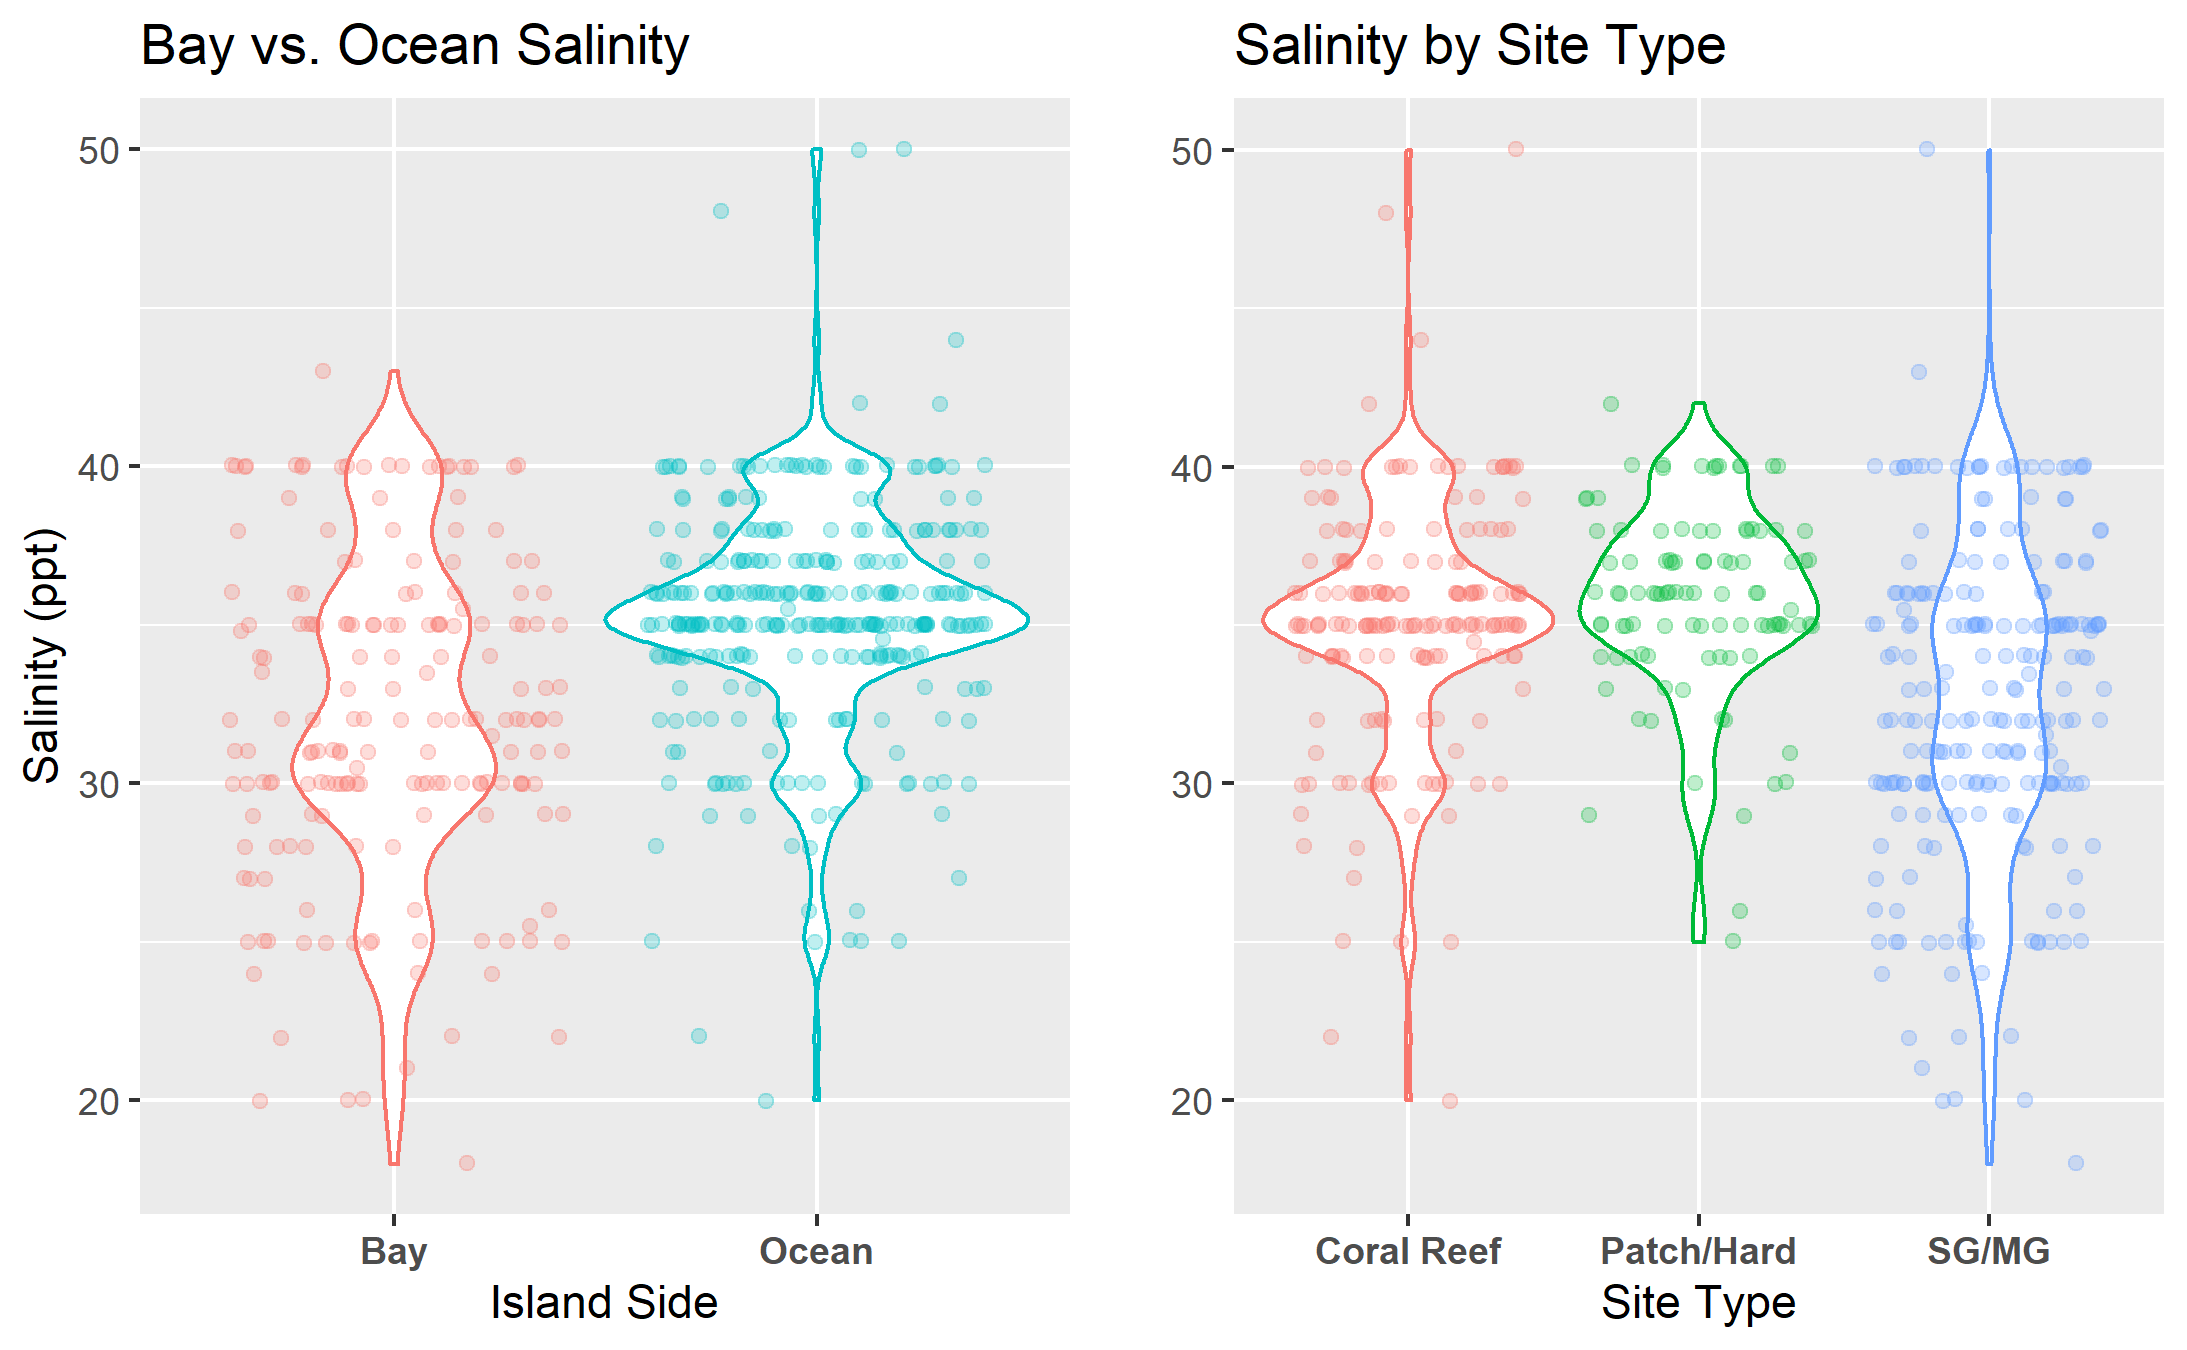 Bay vs. Ocean Salinity
Salinity (ppt)
50
40
30
20
Bay
Ocean
Island Side
Salinity by Site Type
50
40
30
20
Coral Reef
Patch/Hard
SG/MG
Site Type